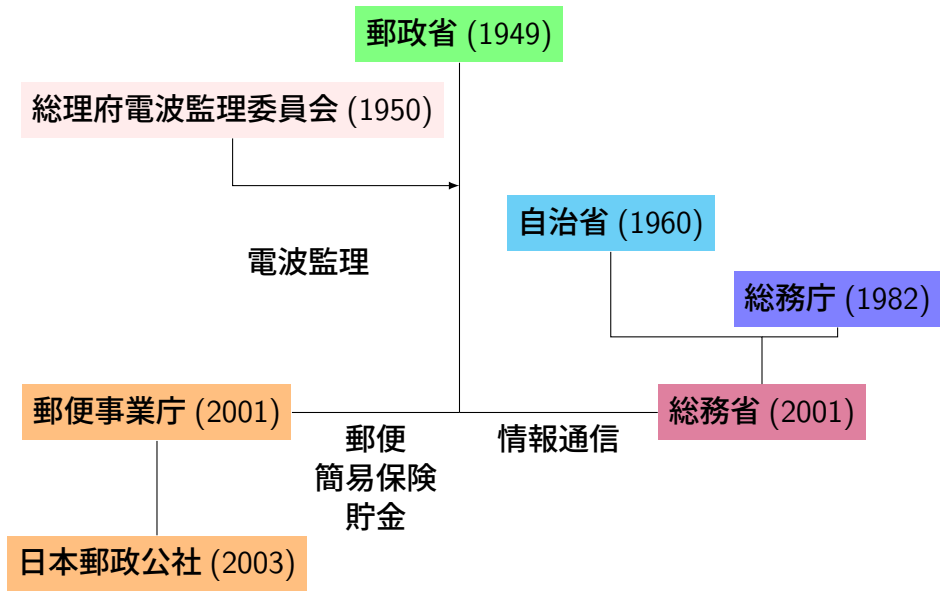 郵政省 (1949)
総理府電波監理委員会 (1950)
自治省 (1960)
電波監理
総務庁 (1982)
郵便事業庁 (2001)
総務省 (2001)
郵便
簡易保険
貯金
情報通信
日本郵政公社 (2003)